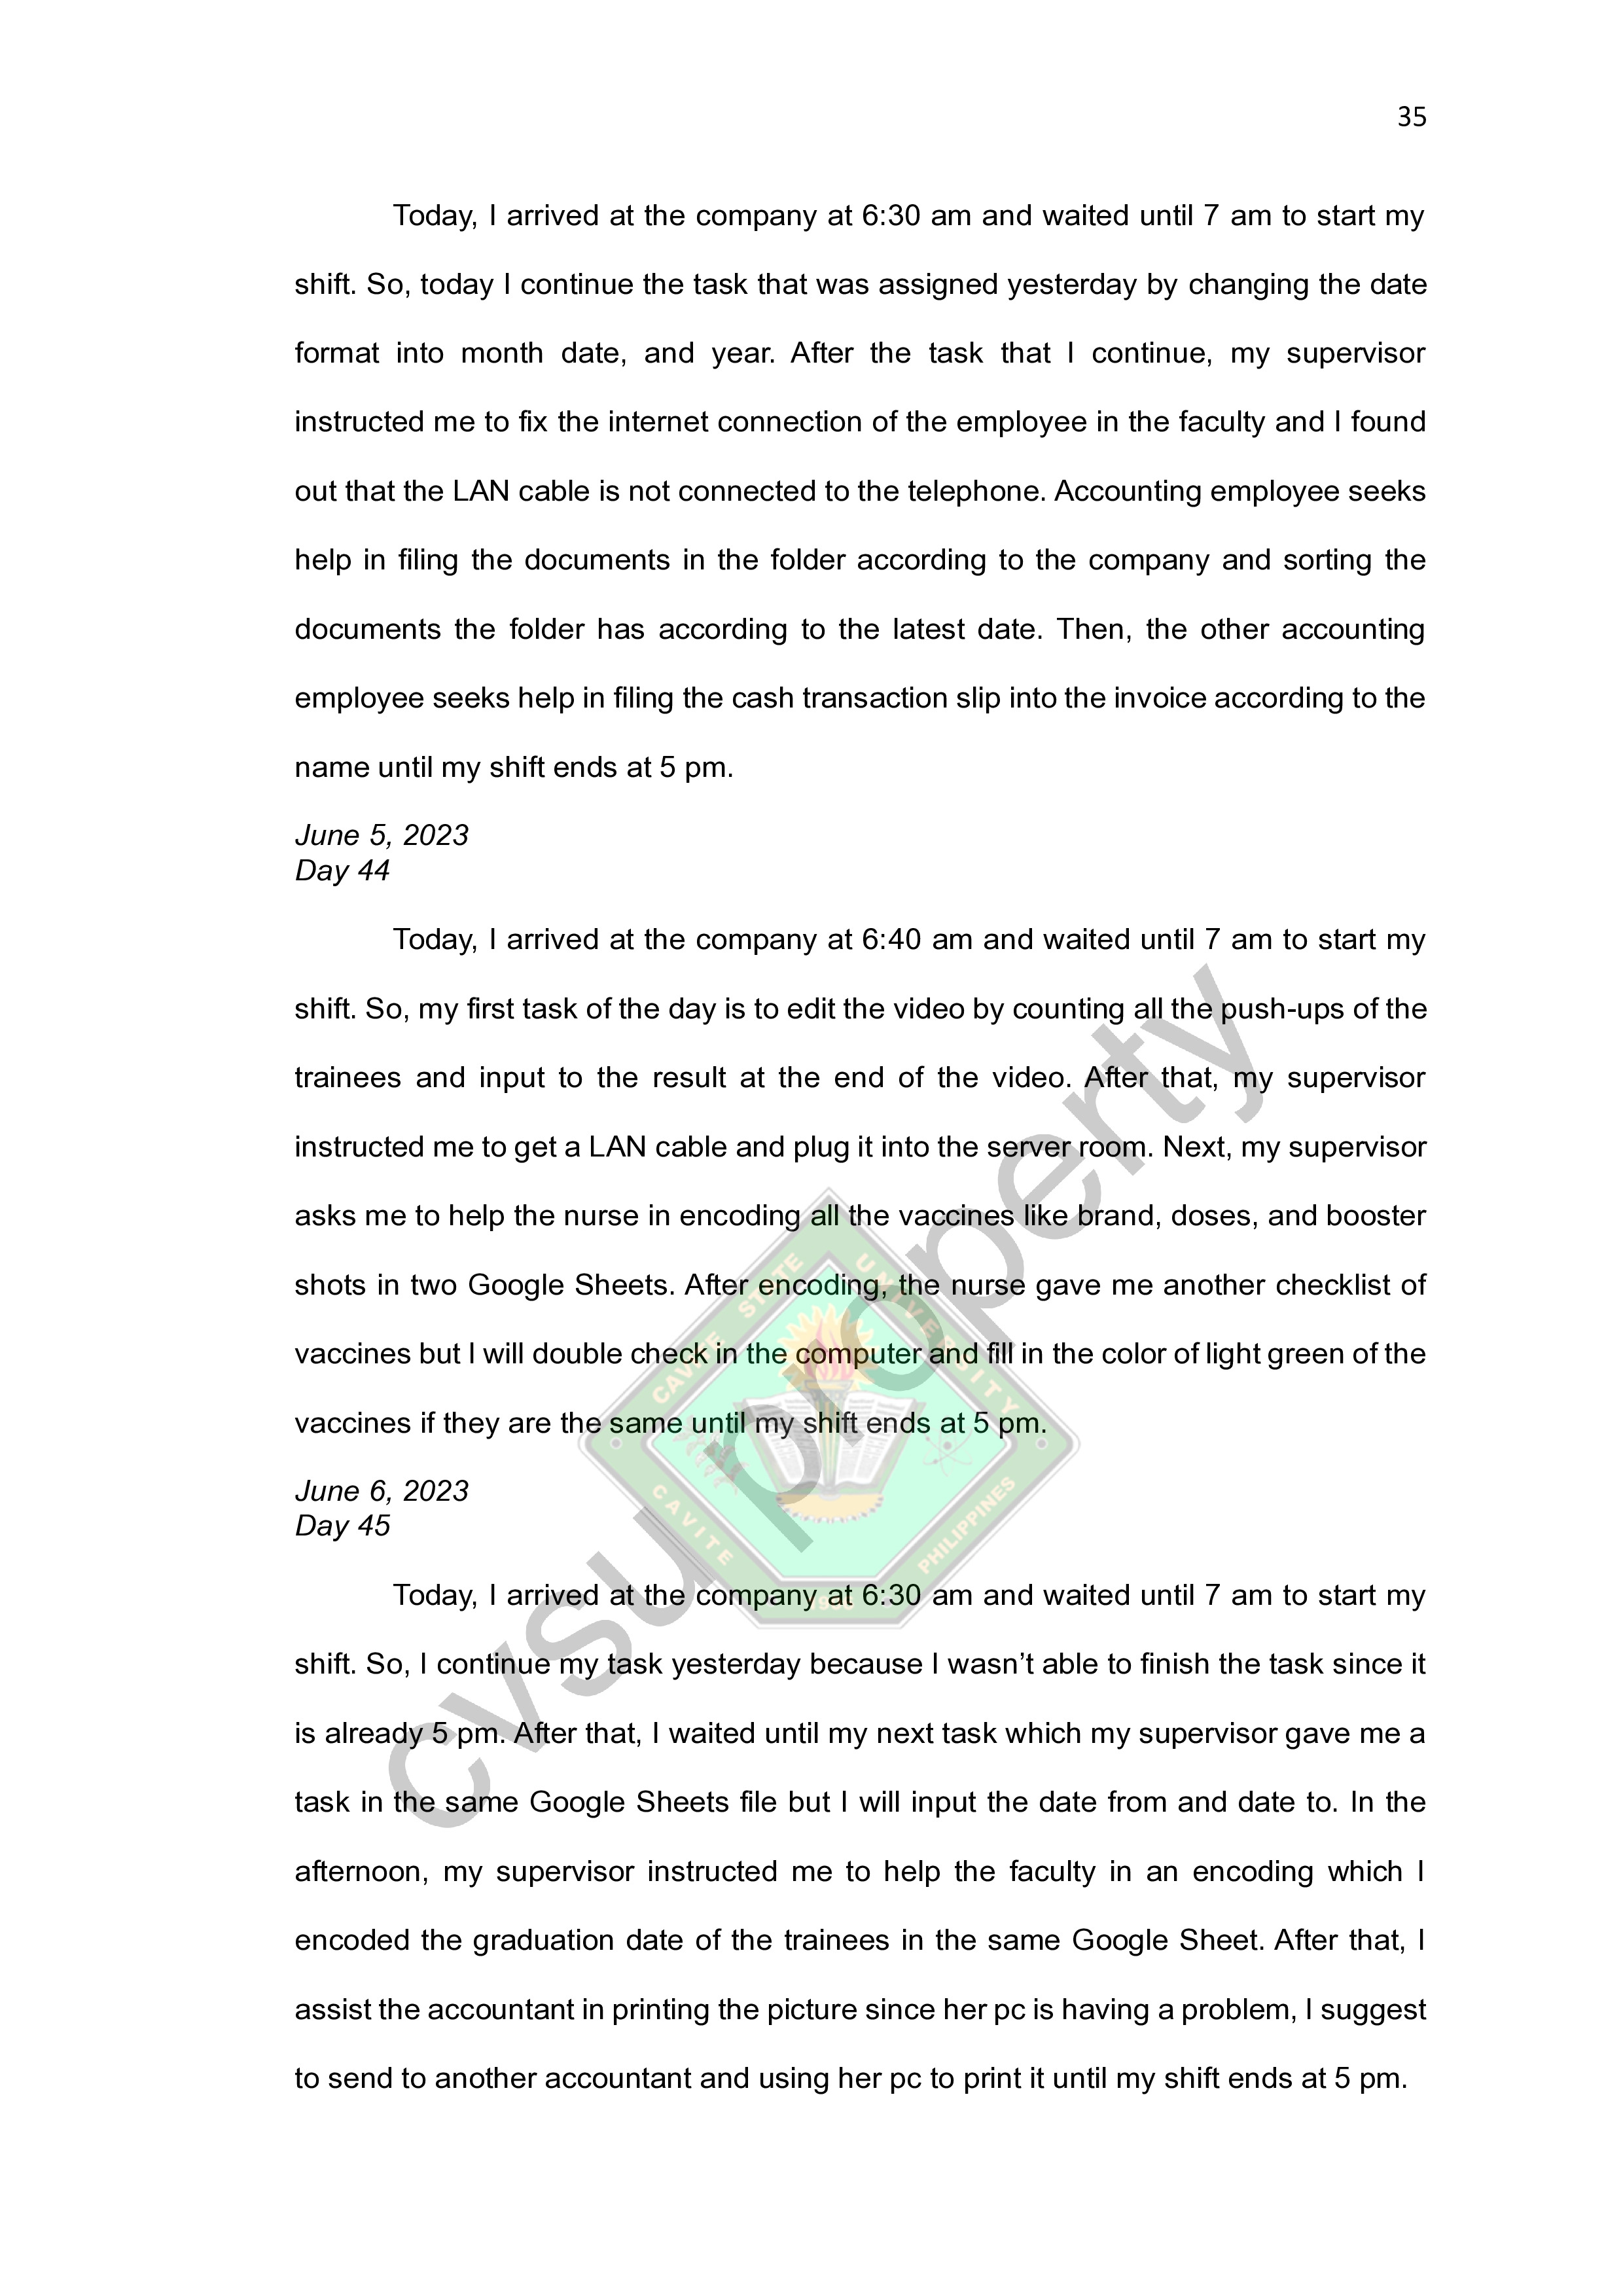 35
Today, I arrived at the company at 6:30 am and waited until 7 am to start my
shift. So, today I continue the task that was assigned yesterday by changing the date
format into month date, and year. After the task that I continue, my supervisor
instructed me to fix the internet connection of the employee in the faculty and I found
out that the LAN cable is not connected to the telephone. Accounting employee seeks
help in filing the documents in the folder according to the company and sorting the
documents the folder has according to the latest date. Then, the other accounting
employee seeks help in filing the cash transaction slip into the invoice according to the
name until my shift ends at 5 pm.
June 5, 2023
Day 44
Today, I arrived at the company at 6:40 am and waited until 7 am to start my
shift. So, my first task of the day is to edit the video by counting all the push-ups of the
trainees and input to the result at the end of the video. After that, my supervisor
instructed me to get a LAN cable and plug it into the server room. Next, my supervisor
asks me to help the nurse in encoding all the vaccines like brand, doses, and booster
shots in two Google Sheets. After encoding, the nurse gave me another checklist of
vaccines but I will double check in the computer and fill in the color of light green of the
vaccines if they are the same until my shift ends at 5 pm.
June 6, 2023
Day 45
Today, I arrived at the company at 6:30 am and waited until 7 am to start my
shift. So, I continue my task yesterday because I wasn’t able to finish the task since it
is already 5 pm. After that, I waited until my next task which my supervisor gave me a
task in the same Google Sheets file but I will input the date from and date to. In the
afternoon, my supervisor instructed me to help the faculty in an encoding which I
encoded the graduation date of the trainees in the same Google Sheet. After that, I
assist the accountant in printing the picture since her pc is having a problem, I suggest
to send to another accountant and using her pc to print it until my shift ends at 5 pm.
cvsu property
CAVITE STATE UNIVERSITY
CAVITE
PHILIPPINES